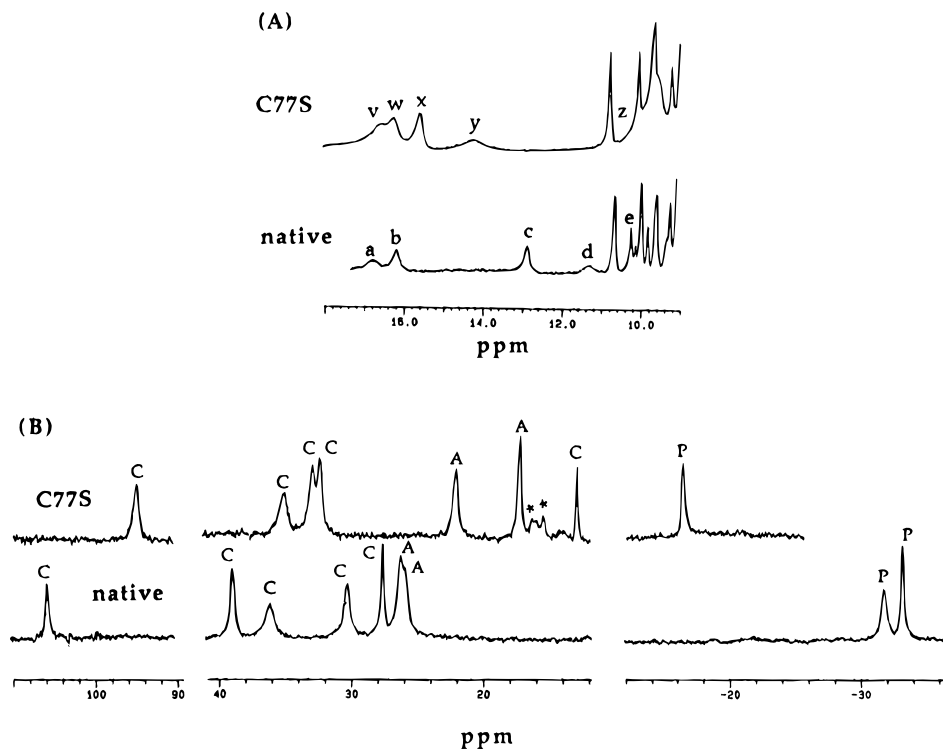 (A)
C77S
v w x y z
native
a b c d e
16.0 14.0 12.0 10.0
ppm
(B)
C77S
C C C C A A * * C P
native
C C C C C A A P P
100 90 40 30 20 -20 -30
ppm